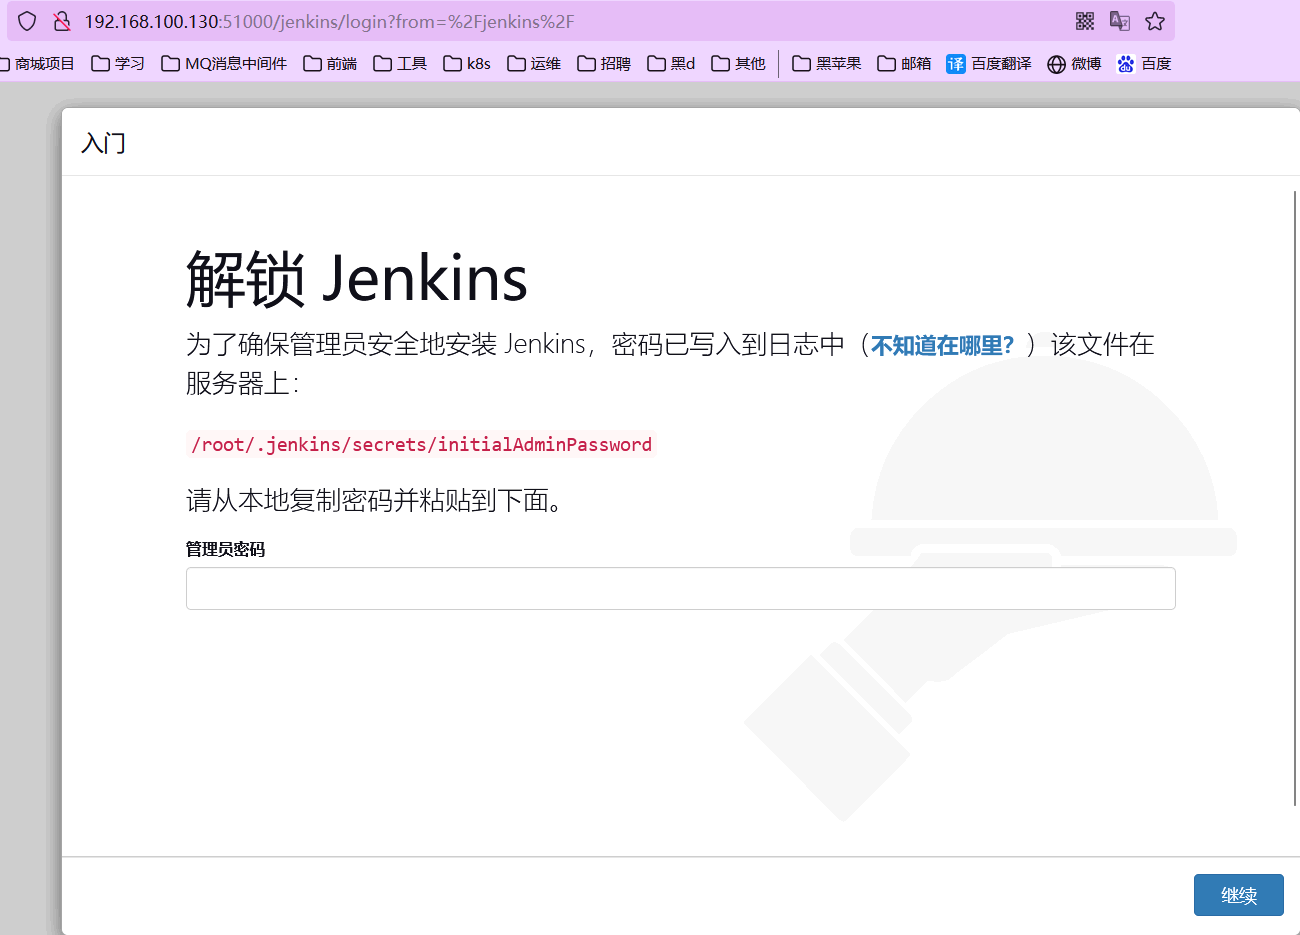 192.168.100.130:51000/jenkins/login?from=%2Fjenkins%2F
商城项目 学习 MQ消息中间件 前端 工具 k8s 运维 招聘 黑d 其他 黑苹果 邮箱 译 百度翻译 微博 du 百度
入门
解锁 Jenkins
为了确保管理员安全地安装 Jenkins，密码已写入到日志中（不知道在哪里？）该文件在
服务器上：
/root/.jenkins/secrets/initialAdminPassword
请从本地复制密码并粘贴到下面。
管理员密码
继续